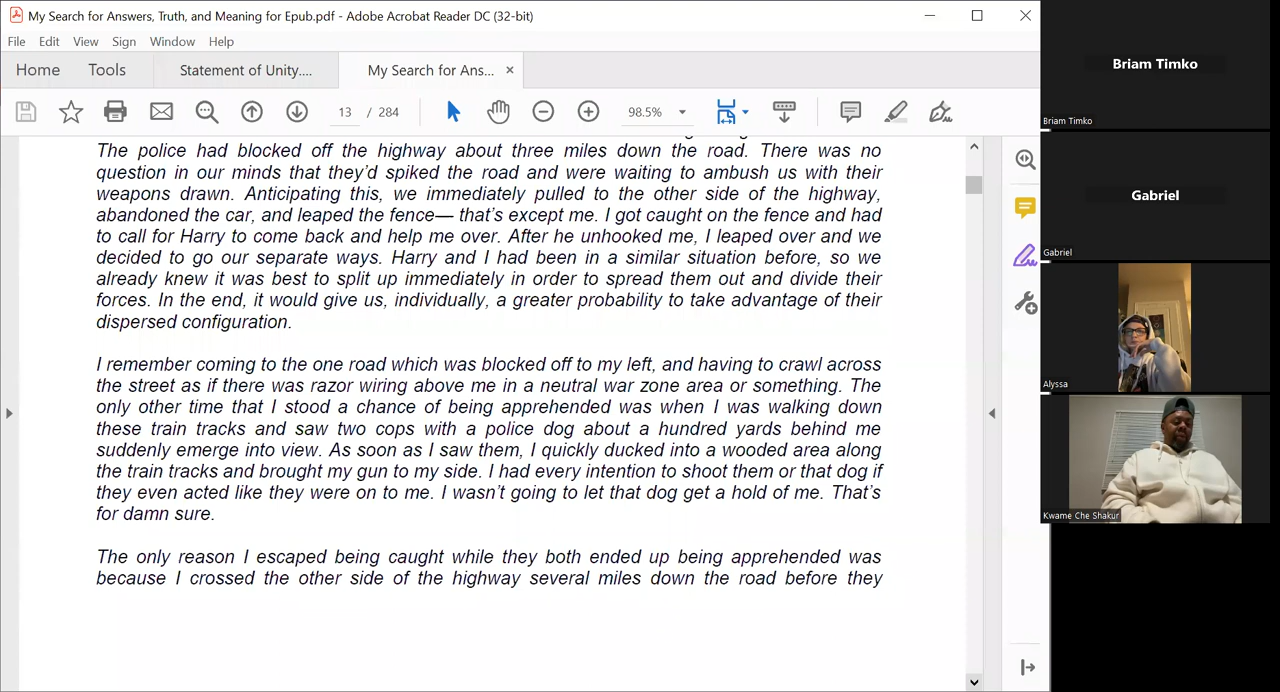 My Search for Answers, Truth, and Meaning for Epub.pdf - Adobe Acrobat Reader DC (32-bit)
File Edit View Sign Window Help
Home Tools Statement of Unity.... My Search for Ans... ×
13 / 284 98.5%
The police had blocked off the highway about three miles down the road. There was no
question in our minds that they'd spiked the road and were waiting to ambush us with their
weapons drawn. Anticipating this, we immediately pulled to the other side of the highway,
abandoned the car, and leaped the fence— that's except me. I got caught on the fence and had
to call for Harry to come back and help me over. After he unhooked me, I leaped over and we
decided to go our separate ways. Harry and I had been in a similar situation before, so we
already knew it was best to split up immediately in order to spread them out and divide their
forces. In the end, it would give us, individually, a greater probability to take advantage of their
dispersed configuration.
I remember coming to the one road which was blocked off to my left, and having to crawl across
the street as if there was razor wiring above me in a neutral war zone area or something. The
only other time that I stood a chance of being apprehended was when I was walking down
these train tracks and saw two cops with a police dog about a hundred yards behind me
suddenly emerge into view. As soon as I saw them, I quickly ducked into a wooded area along
the train tracks and brought my gun to my side. I had every intention to shoot them or that dog if
they even acted like they were on to me. I wasn't going to let that dog get a hold of me. That's
for damn sure.
The only reason I escaped being caught while they both ended up being apprehended was
because I crossed the other side of the highway several miles down the road before they
Briam Timko
Briam Timko
Gabriel
Gabriel
Alyssa
Kwame Che Shakur